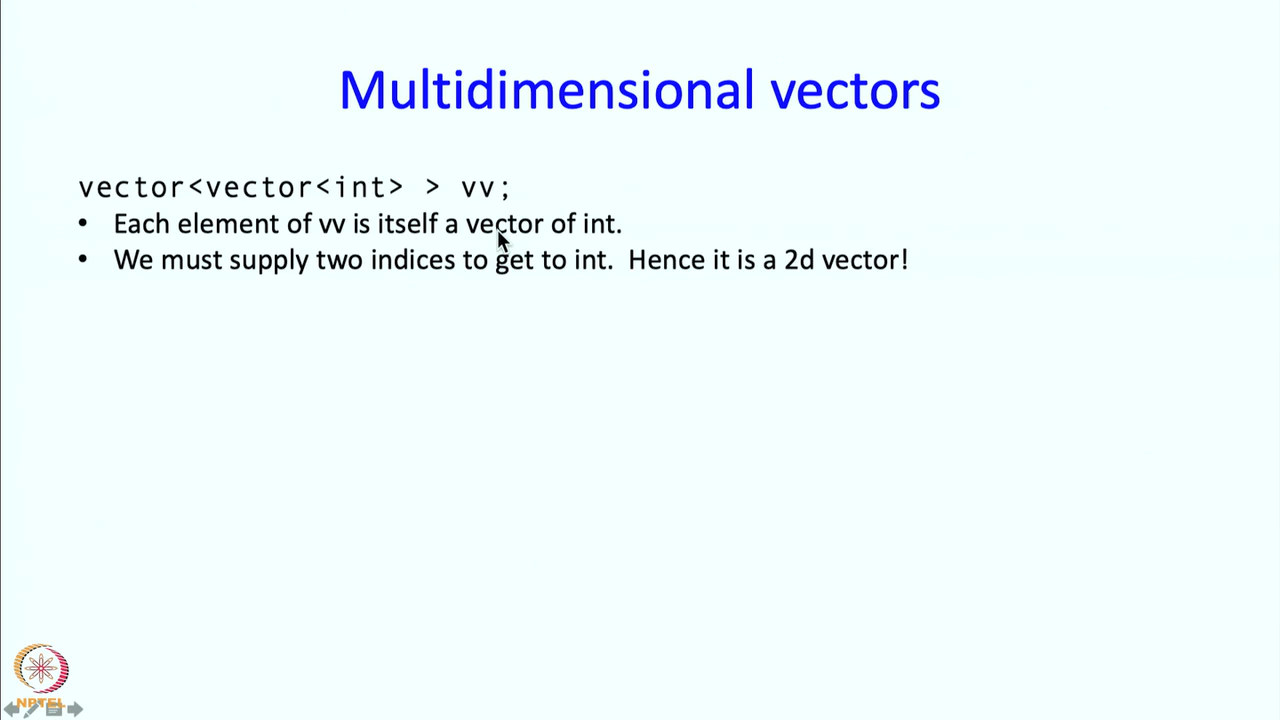 Multidimensional vectors
vector<vector<int> > vv;
• Each element of vv is itself a vector of int.
• We must supply two indices to get to int. Hence it is a 2d vector!
NPTEL